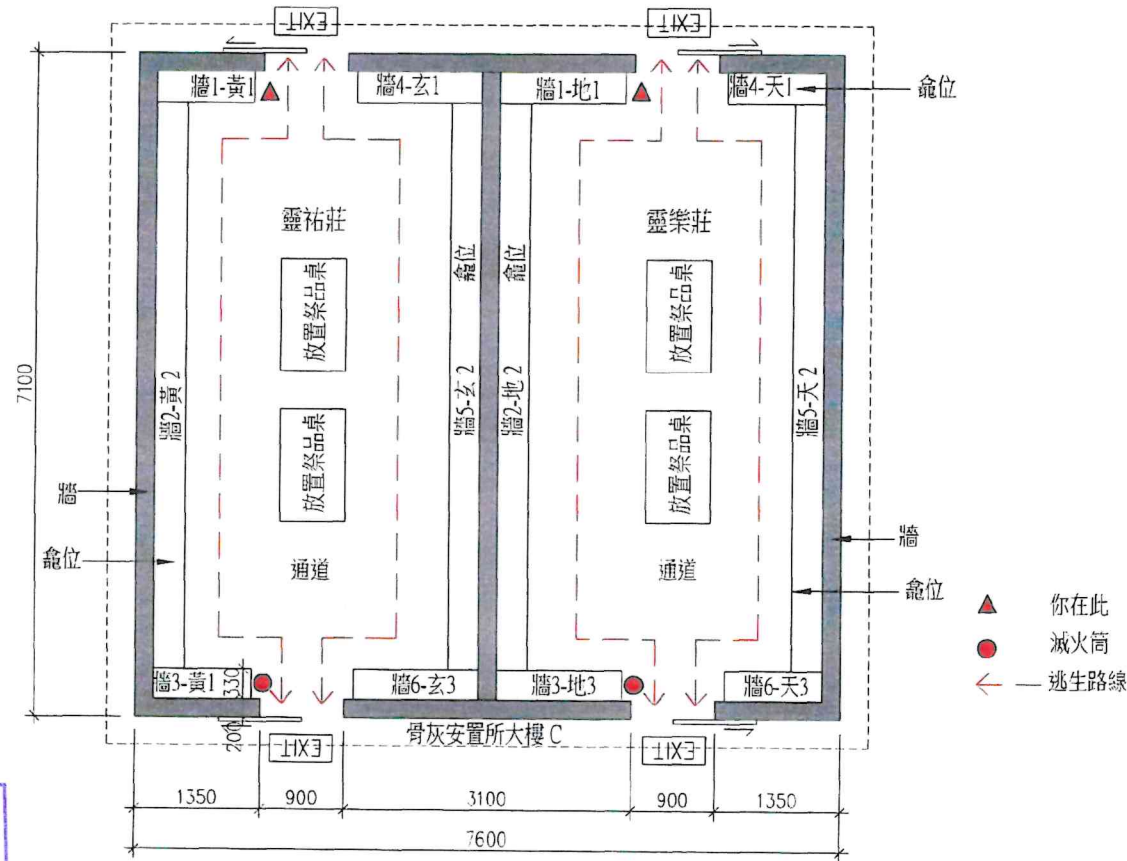 EXIT
EXIT
牆1-黃1
牆4-玄1
牆1-地1
牆4-天1
龕位
靈祐莊
靈樂莊
龕位
龕位
放置祭品桌
放置祭品桌
7100
牆2-黃 2
牆5-玄 2
牆2-地 2
牆5-天 2
放置祭品桌
放置祭品桌
牆
牆
龕位
通道
通道
龕位
你在此
滅火筒
逃生路線
牆3-黃1
330
牆6-玄3
牆3-地3
牆6-天3
200
骨灰安置所大樓 C
EXIT
EXIT
1350
900
3100
900
1350
7600